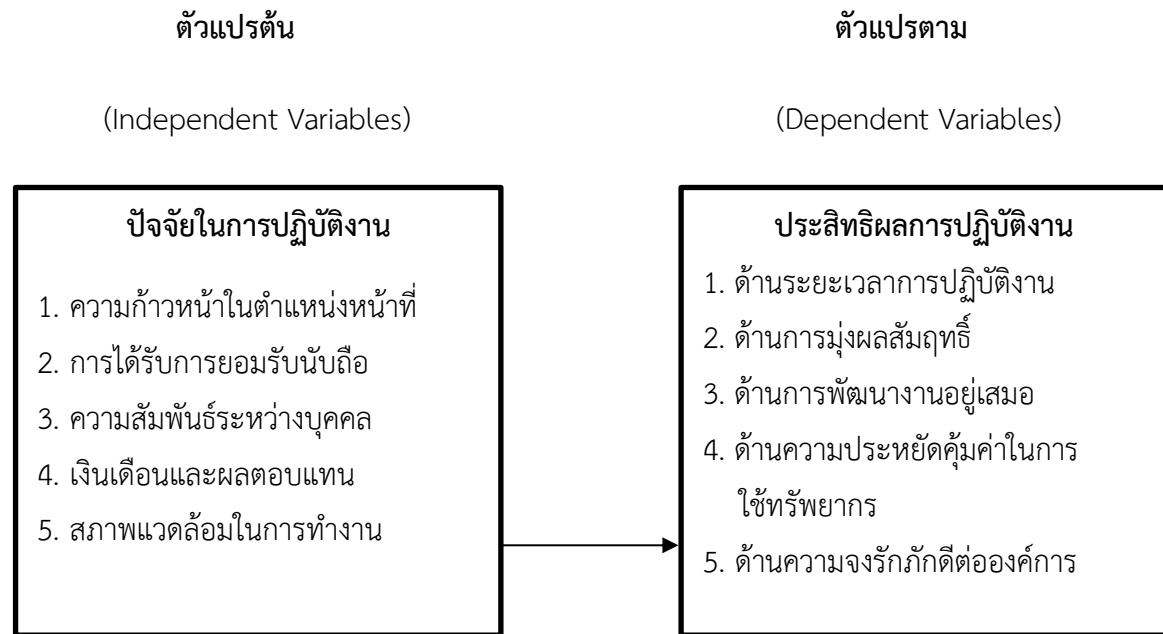 ตัวแปรต้น
(Independent Variables)
ปัจจัยในการปฏิบัติงาน
1. ความก้าวหน้าในตำแหน่งหน้าที่
2. การได้รับการยอมรับนับถือ
3. ความสัมพันธ์ระหว่างบุคคล
4. เงินเดือนและผลตอบแทน
5. สภาพแวดล้อมในการทำงาน
ตัวแปรตาม
(Dependent Variables)
ประสิทธิผลการปฏิบัติงาน
1. ด้านระยะเวลาการปฏิบัติงาน
2. ด้านการมุ่งผลสัมฤทธิ์
3. ด้านการพัฒนางานอยู่เสมอ
4. ด้านความประหยัดคุ้มค่าในการ
ใช้ทรัพยากร
5. ด้านความจงรักภักดีต่อองค์การ